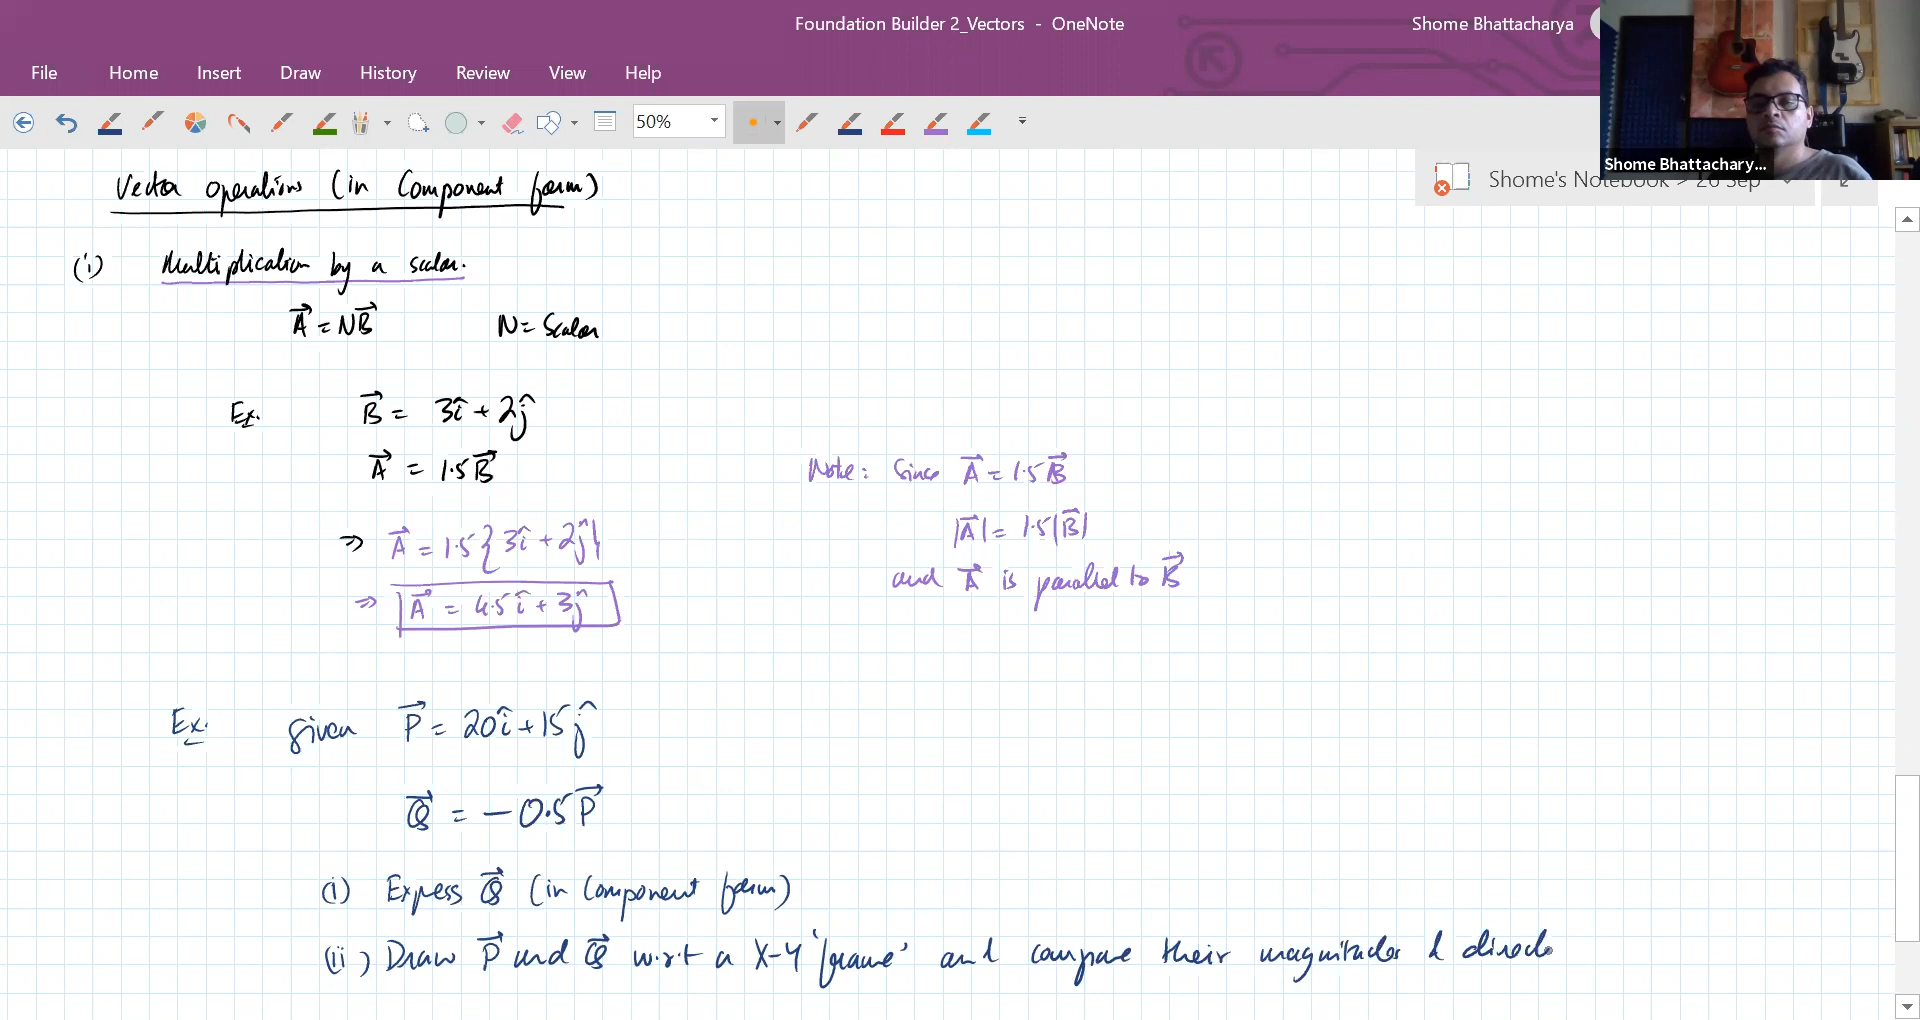 Foundation Builder 2_Vectors - OneNote
Shome Bhattacharya
File Home Insert Draw History Review View Help
50%
Shome Bhattachary...
Shome's Notebook > 26 Sep
Vector operations (in Component form)
(i) Multiplication by a scalar.
A⃗ = NB⃗ N = Scalar
Ex. B⃗ = 3î + 2ĵ
A⃗ = 1.5B⃗
⇒ A⃗ = 1.5{3î + 2ĵ}
⇒ A⃗ = 4.5î + 3ĵ
Note: Since A⃗ = 1.5B⃗
|A⃗| = 1.5|B⃗|
and A⃗ is parallel to B⃗
Ex. given P⃗ = 20î + 15ĵ
Q⃗ = -0.5P⃗
(i) Express Q⃗ (in Component form)
(ii) Draw P⃗ and Q⃗ w.r.t a X-Y 'frame' and compare their magnitudes & directo